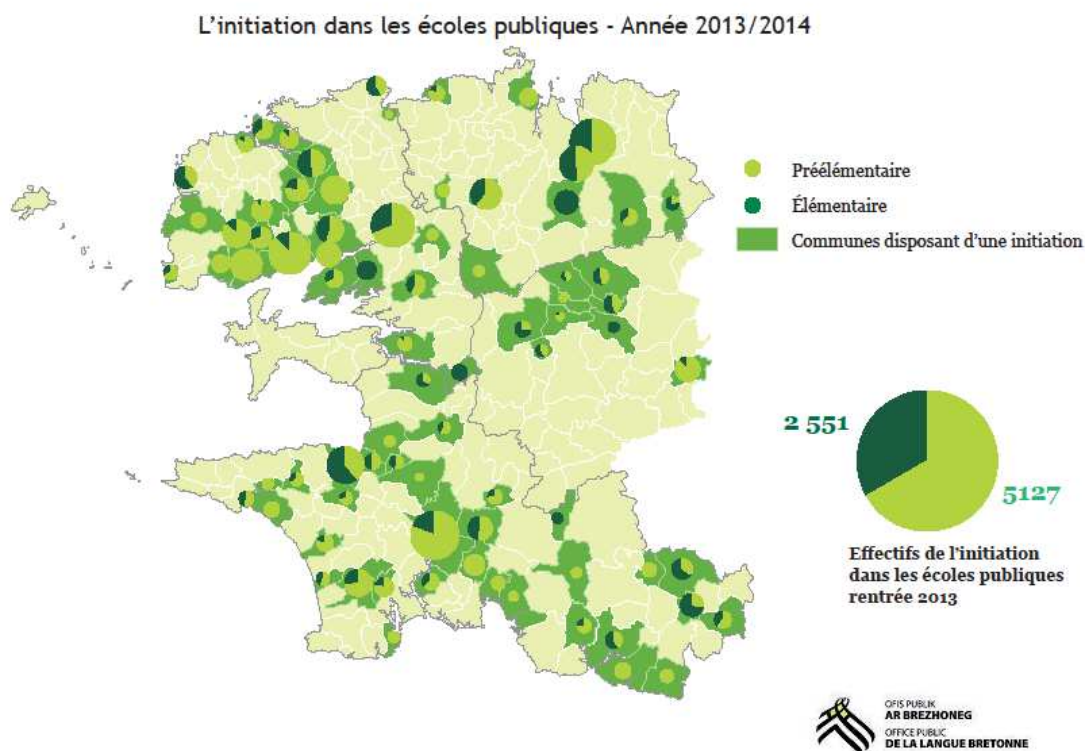 L'initiation dans les écoles publiques - Année 2013/2014
Préélémentaire
Élémentaire
Communes disposant d'une initiation
2 551
5127
Effectifs de l'initiation
dans les écoles publiques
rentrée 2013
OFIS PUBLIK
AR BREZHONEG
OFFICE PUBLIC
DE LA LANGUE BRETONNE